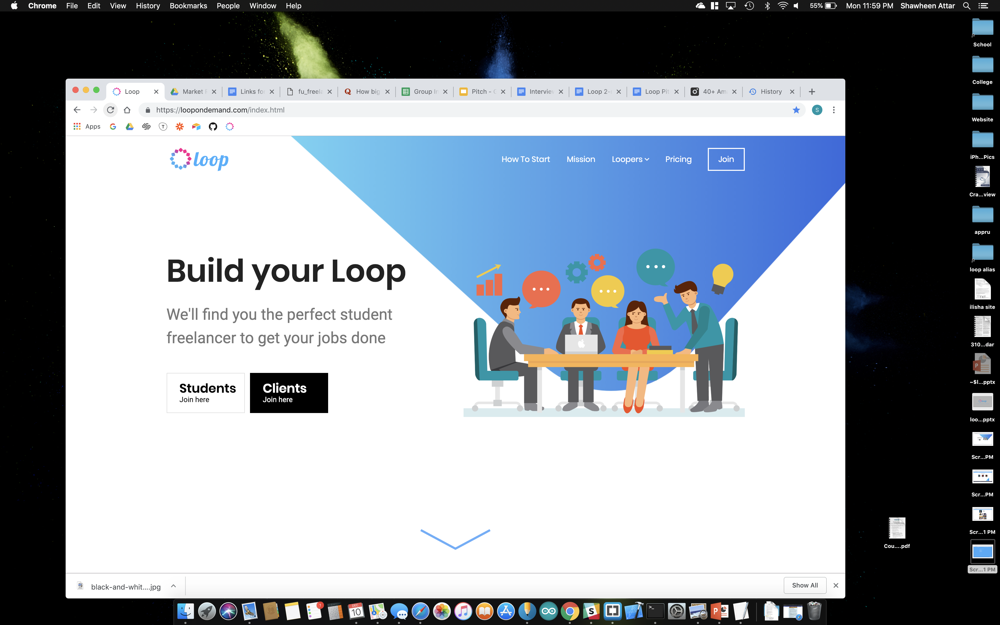 Chrome File Edit View History Bookmarks People Window Help
55% Mon 11:59 PM Shawheen Attar
Loop Market Links for fu_freela How big Group In Pitch - Interview Loop 2- Loop Pit 40+ Am History
https://loopondemand.com/index.html
S
Apps
loop
How To Start Mission Loopers Pricing Join
Build your Loop
We'll find you the perfect student
freelancer to get your jobs done
Students
Join here
Clients
Join here
black-and-whit....jpg
Show All
School
College
Website
iPh...Pics
Cra...view
appru
loop alias
TXT
ilisha site
310...dar
~$l...pptx
loop
loo...pptx
Scr...PM
Scr...PM
Scr...1 PM
Scr...1 PM
Cou....pdf
1
DEC
10